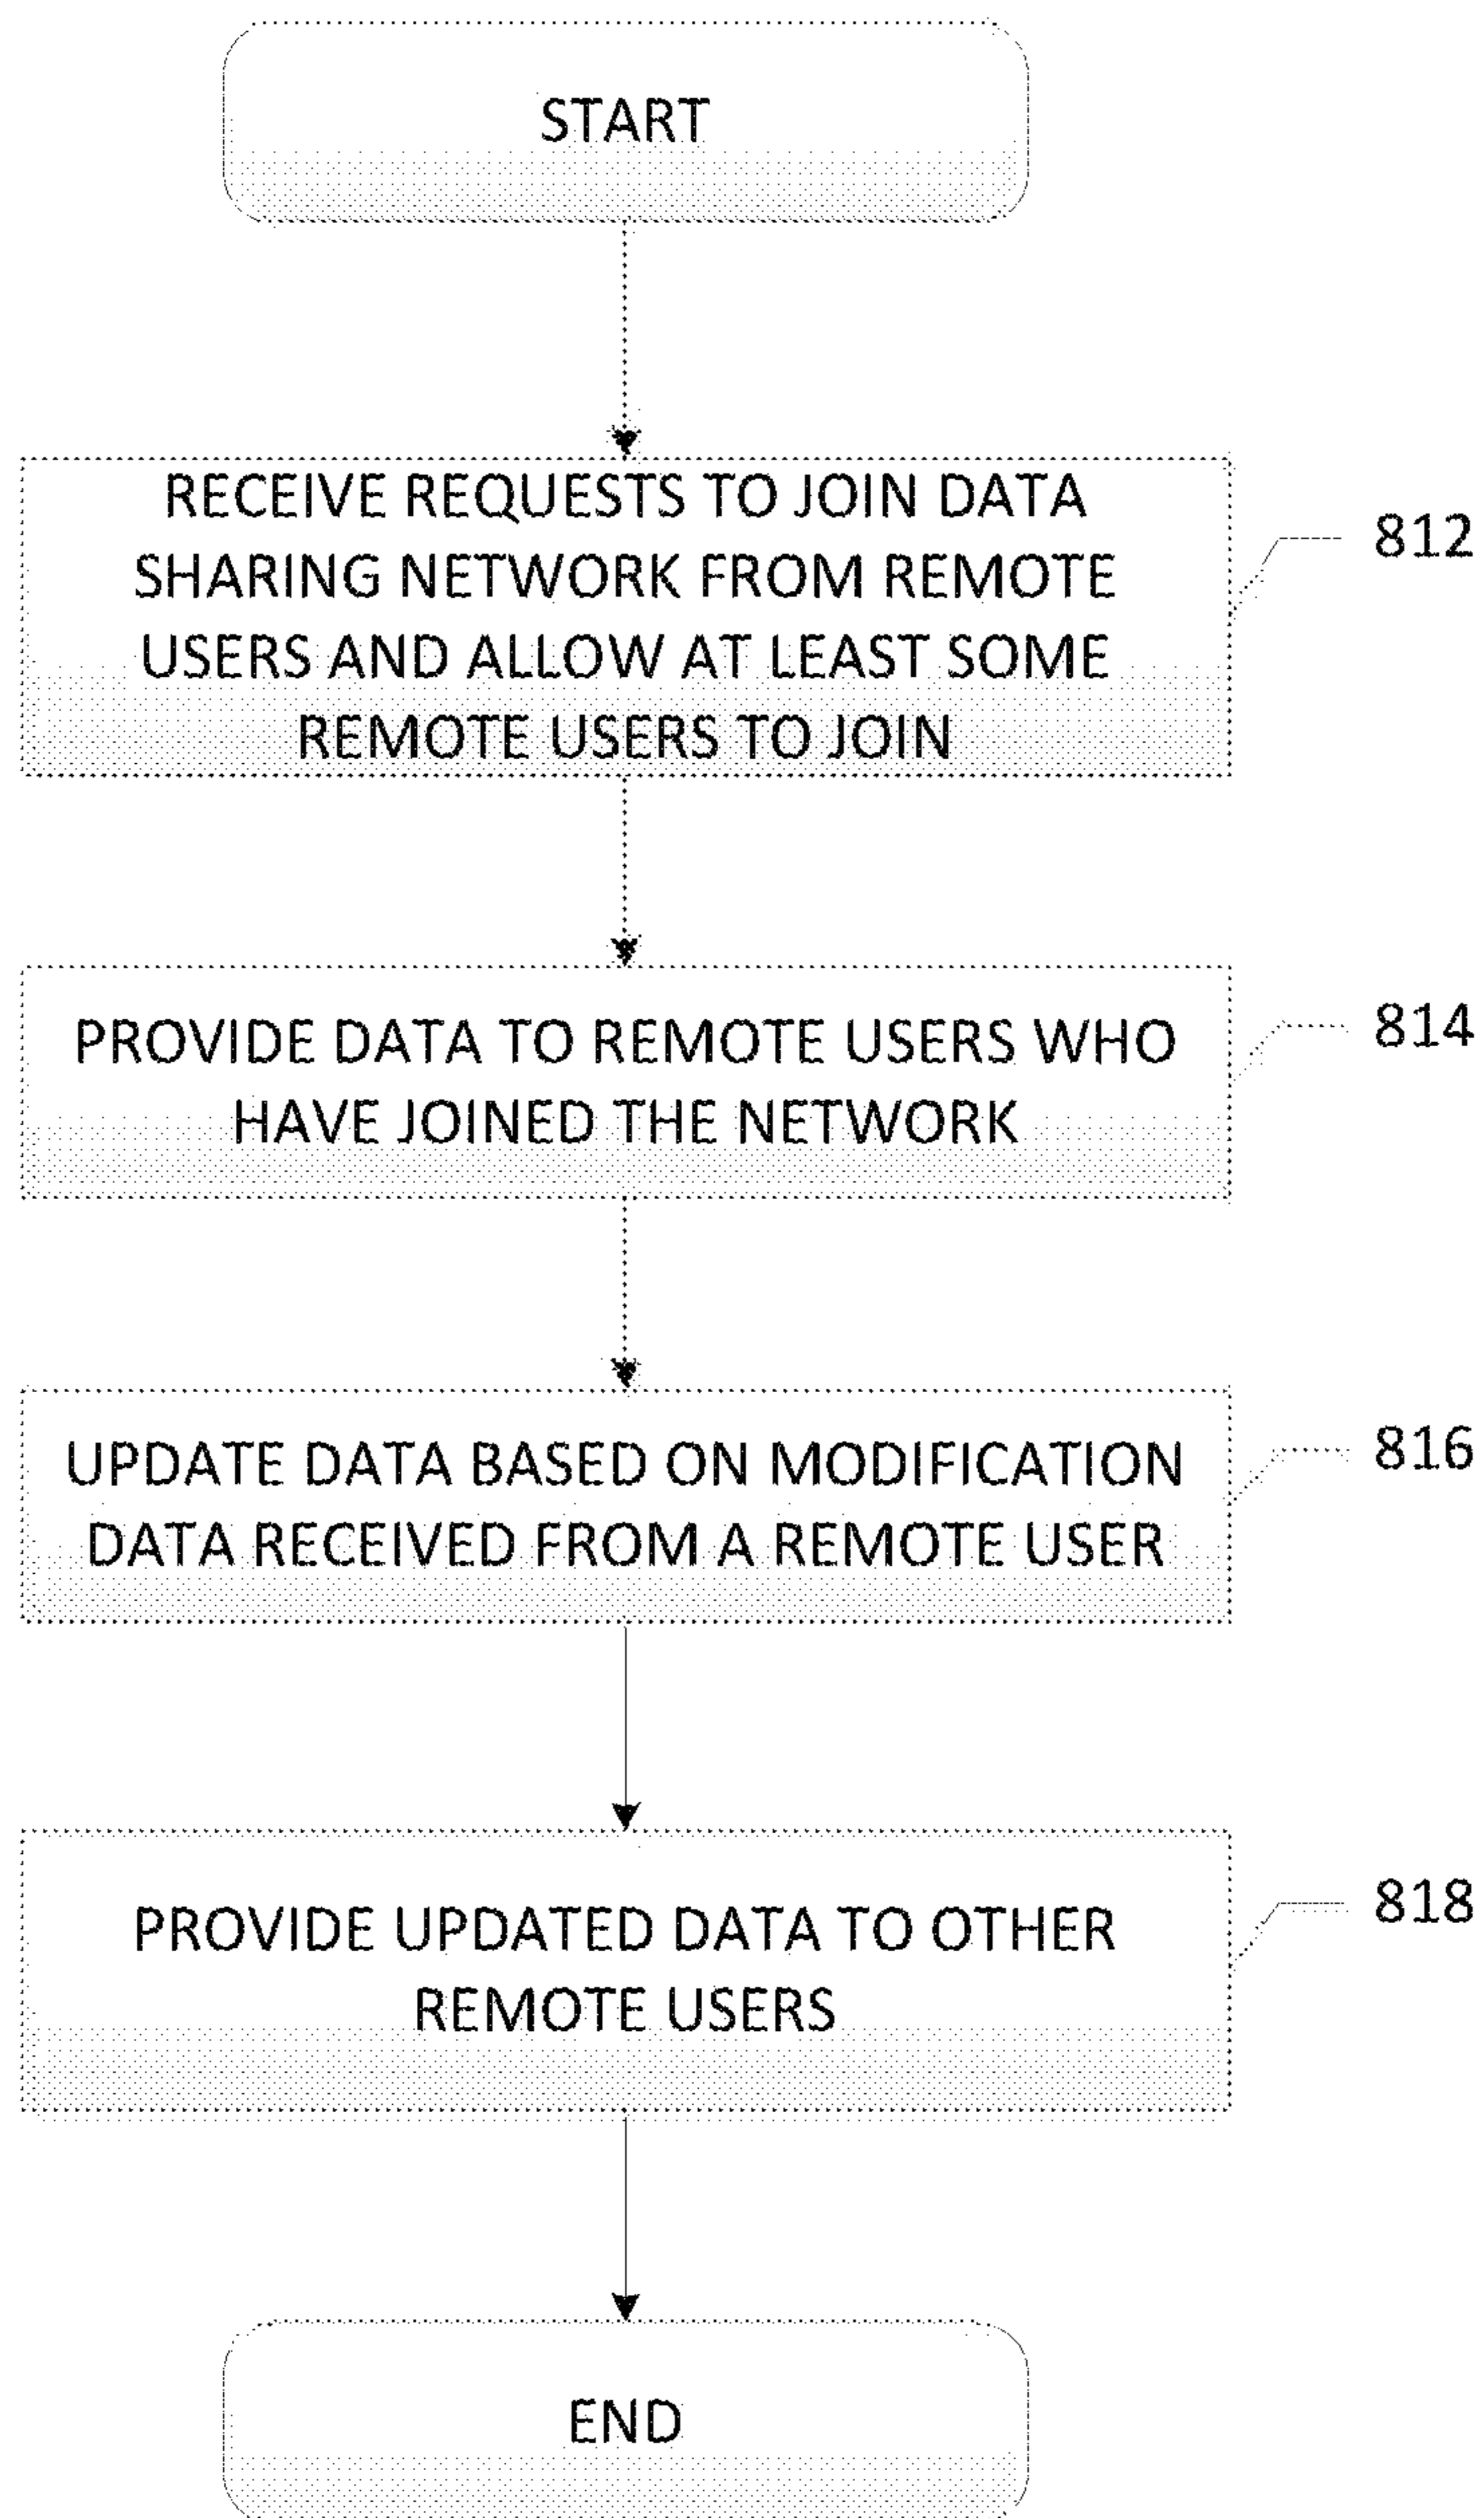 START
RECEIVE REQUESTS TO JOIN DATA
SHARING NETWORK FROM REMOTE
USERS AND ALLOW AT LEAST SOME
REMOTE USERS TO JOIN
812
PROVIDE DATA TO REMOTE USERS WHO
HAVE JOINED THE NETWORK
814
UPDATE DATA BASED ON MODIFICATION
DATA RECEIVED FROM A REMOTE USER
816
PROVIDE UPDATED DATA TO OTHER
REMOTE USERS
818
END